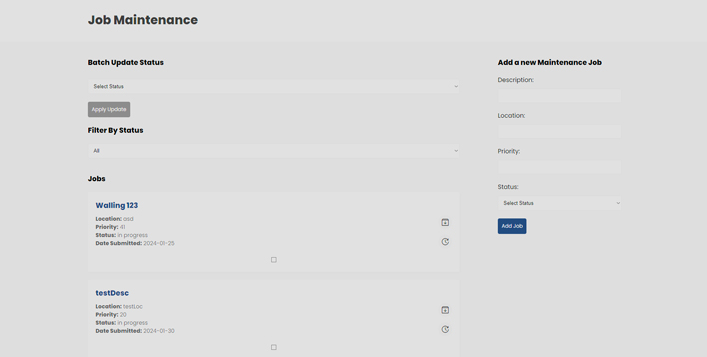 Job Maintenance
Batch Update Status
Select Status
Apply Update
Filter By Status
All
Jobs
Walling 123
Location: asd
Priority: 41
Status: in progress
Date Submitted: 2024-01-25
testDesc
Location: testLoc
Priority: 20
Status: in progress
Date Submitted: 2024-01-30
Add a new Maintenance Job
Description:
Location:
Priority:
Status:
Select Status
Add Job